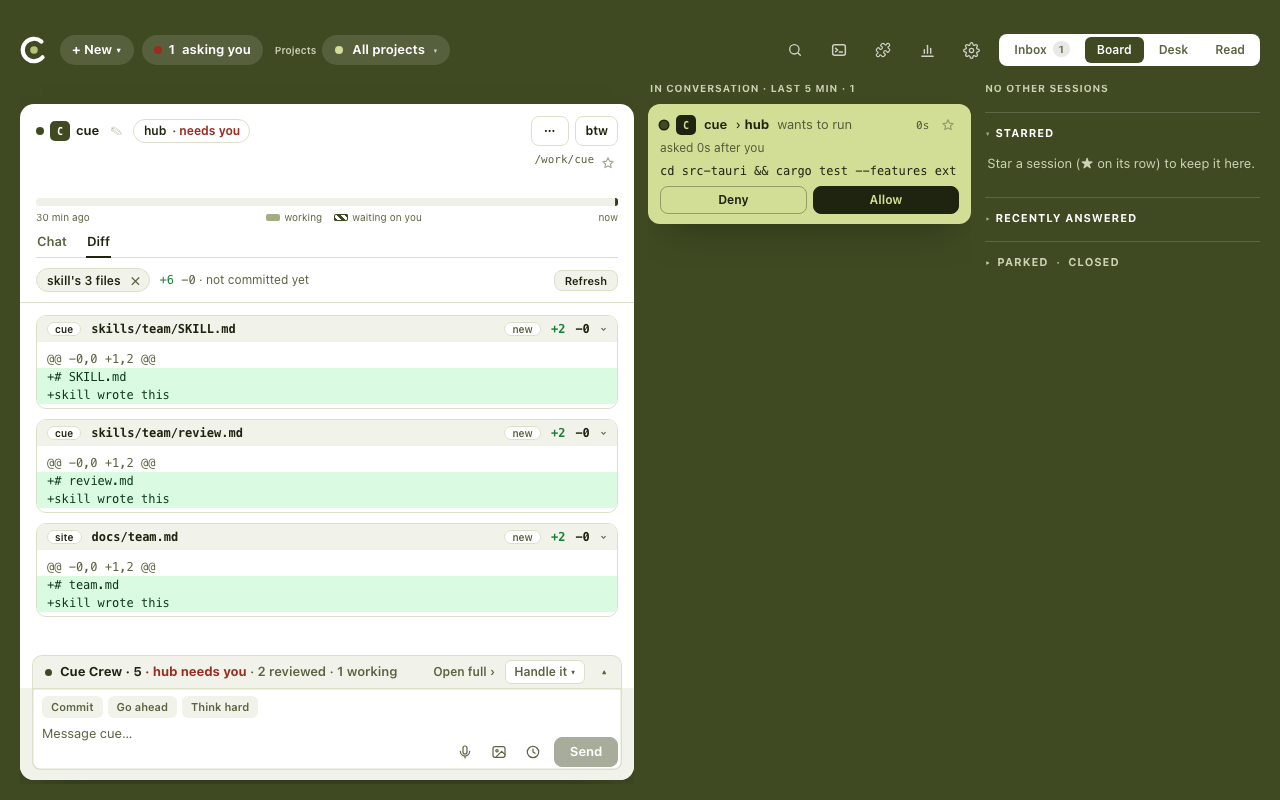 + New ▾
1 asking you
Projects
All projects ▾
Inbox 1
Board
Desk
Read
C cue
hub · needs you
···
btw
/work/cue
30 min ago
working
waiting on you
now
Chat
Diff
skill's 3 files ✕
+6 −0 · not committed yet
Refresh
cue skills/team/SKILL.md new +2 −0
@@ −0,0 +1,2 @@
+# SKILL.md
+skill wrote this
cue skills/team/review.md new +2 −0
@@ −0,0 +1,2 @@
+# review.md
+skill wrote this
site docs/team.md new +2 −0
@@ −0,0 +1,2 @@
+# team.md
+skill wrote this
Cue Crew · 5 · hub needs you · 2 reviewed · 1 working
Open full ›
Handle it ▾
Commit
Go ahead
Think hard
Message cue…
Send
IN CONVERSATION · LAST 5 MIN · 1
C cue › hub wants to run 0s
asked 0s after you
cd src-tauri && cargo test --features ext
Deny
Allow
NO OTHER SESSIONS
STARRED
Star a session (★ on its row) to keep it here.
RECENTLY ANSWERED
PARKED · CLOSED